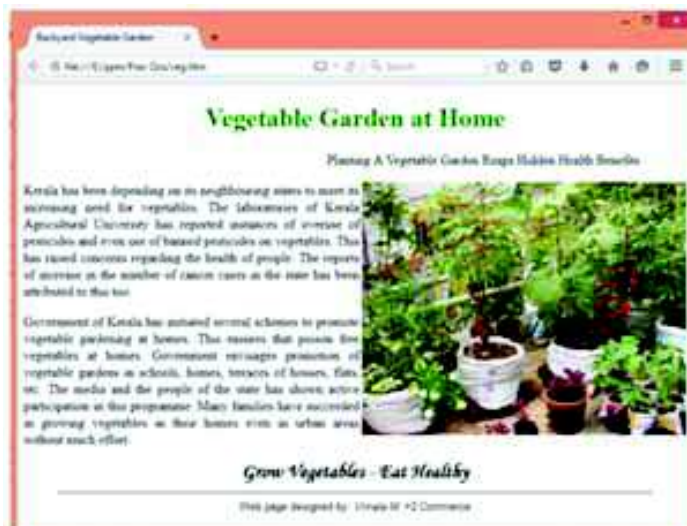 Backyard Vegetable Garden
Search
Vegetable Garden at Home
Planting A Vegetable Garden Reaps Hidden Health Benefits
Kerala has been depending on its neighbouring states to meet its
increasing need for vegetables. The laboratories of Kerala
Agricultural University has reported instances of overuse of
pesticides and even use of banned pesticides on vegetables. This
has raised concerns regarding the health of people. The reports
of increase in the number of cancer cases in the state has been
attributed to this too.
Government of Kerala has initiated several schemes to promote
vegetable gardening at homes. This ensures that poison free
vegetables at homes. Government envisages promotion of
vegetable gardens in schools, homes, terraces of houses, flats,
etc. The media and the people of the state has shown active
participation in this programme. Many families have succeeded
in growing vegetables in their homes even in urban areas
without much effort.
Grow Vegetables - Eat Healthy
Web page designed by: M +2 Commerce